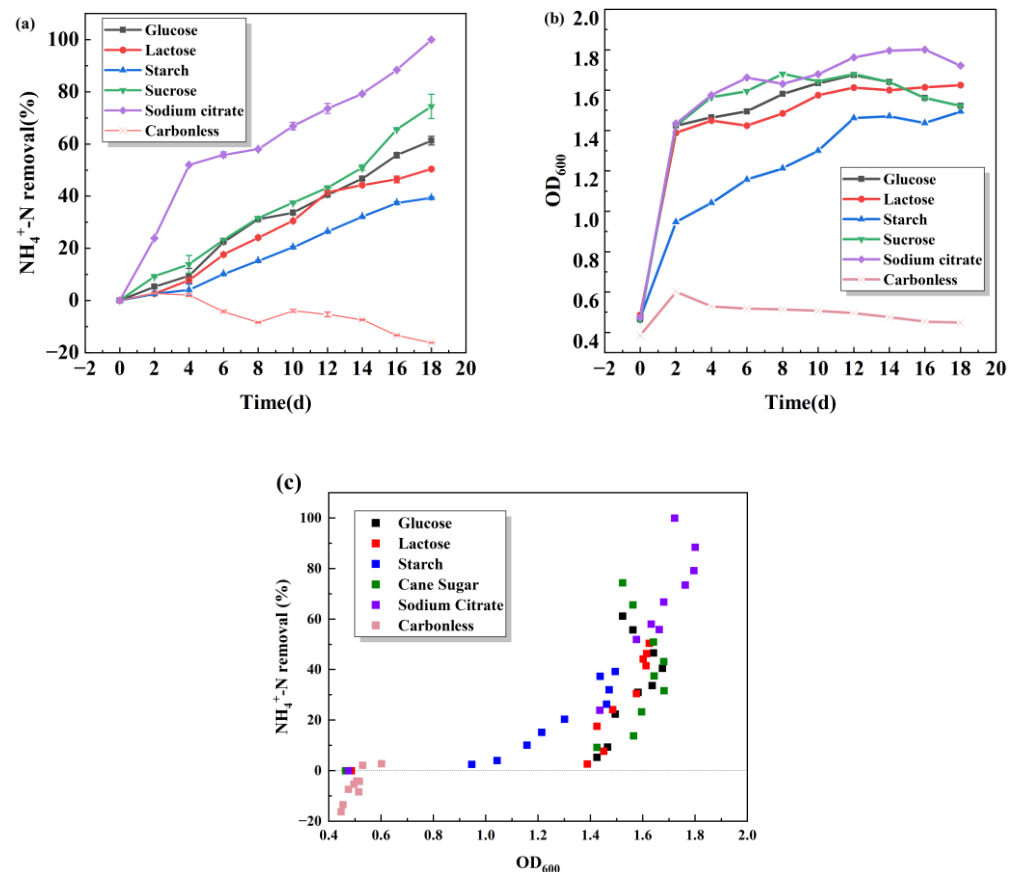 (a)
NH₄⁺-N removal(%)
100
80
60
40
20
0
−20
Glucose
Lactose
Starch
Sucrose
Sodium citrate
Carbonless
−2 0 2 4 6 8 10 12 14 16 18 20
Time(d)
(b)
OD₆₀₀
2.0
1.8
1.6
1.4
1.2
1.0
0.8
0.6
0.4
Glucose
Lactose
Starch
Sucrose
Sodium citrate
Carbonless
−2 0 2 4 6 8 10 12 14 16 18 20
Time(d)
(c)
NH₄⁺-N removal (%)
100
80
60
40
20
0
−20
Glucose
Lactose
Starch
Cane Sugar
Sodium Citrate
Carbonless
0.4 0.6 0.8 1.0 1.2 1.4 1.6 1.8 2.0
OD₆₀₀